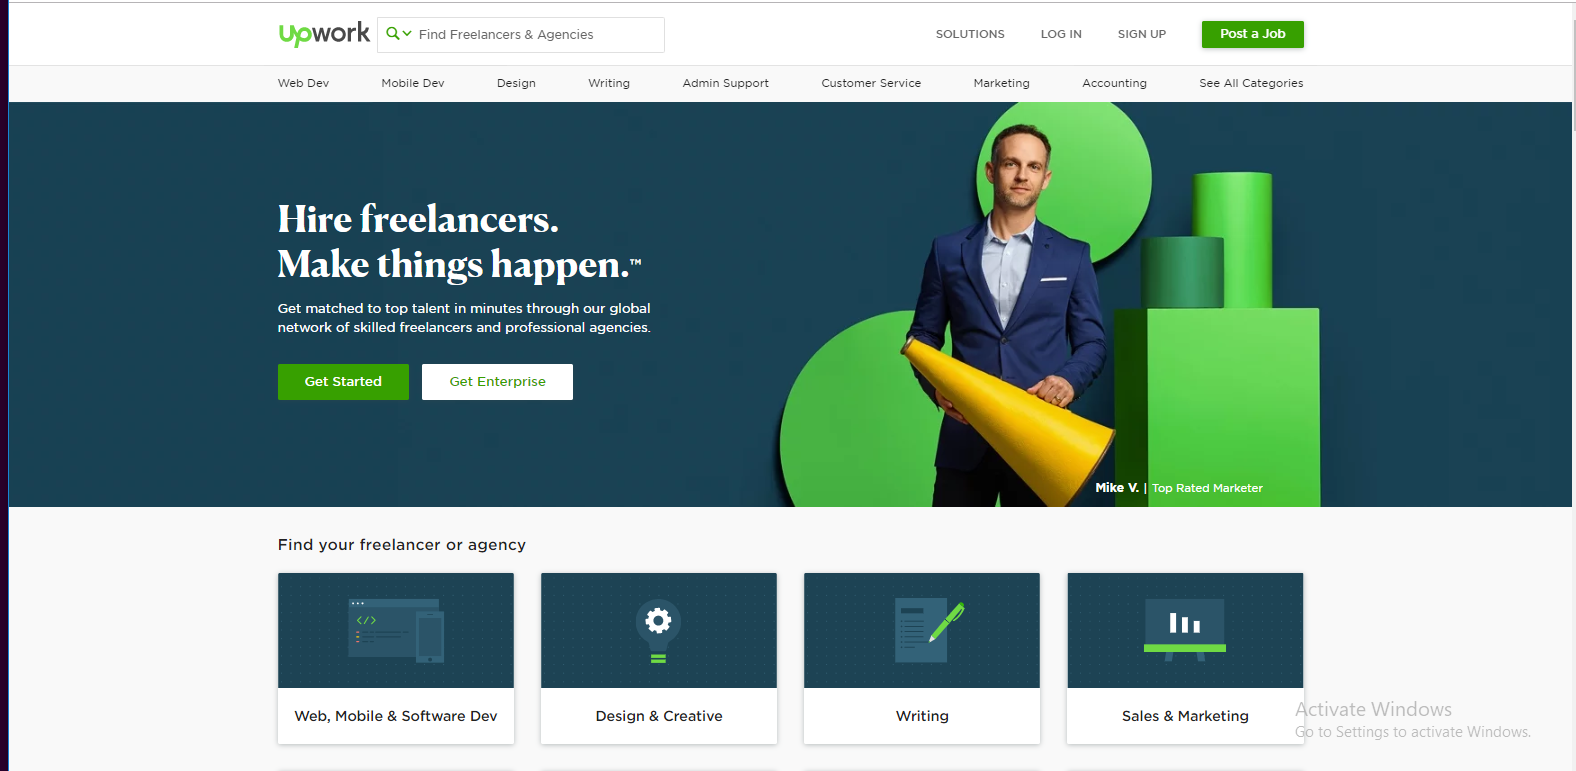 Upwork
Find Freelancers & Agencies
SOLUTIONS
LOG IN
SIGN UP
Post a Job
Web Dev
Mobile Dev
Design
Writing
Admin Support
Customer Service
Marketing
Accounting
See All Categories
Hire freelancers.
Make things happen.™
Get matched to top talent in minutes through our global
network of skilled freelancers and professional agencies.
Get Started
Get Enterprise
Mike V. | Top Rated Marketer
Find your freelancer or agency
</>
Web, Mobile & Software Dev
Design & Creative
Writing
Sales & Marketing
Activate Windows
Go to Settings to activate Windows.